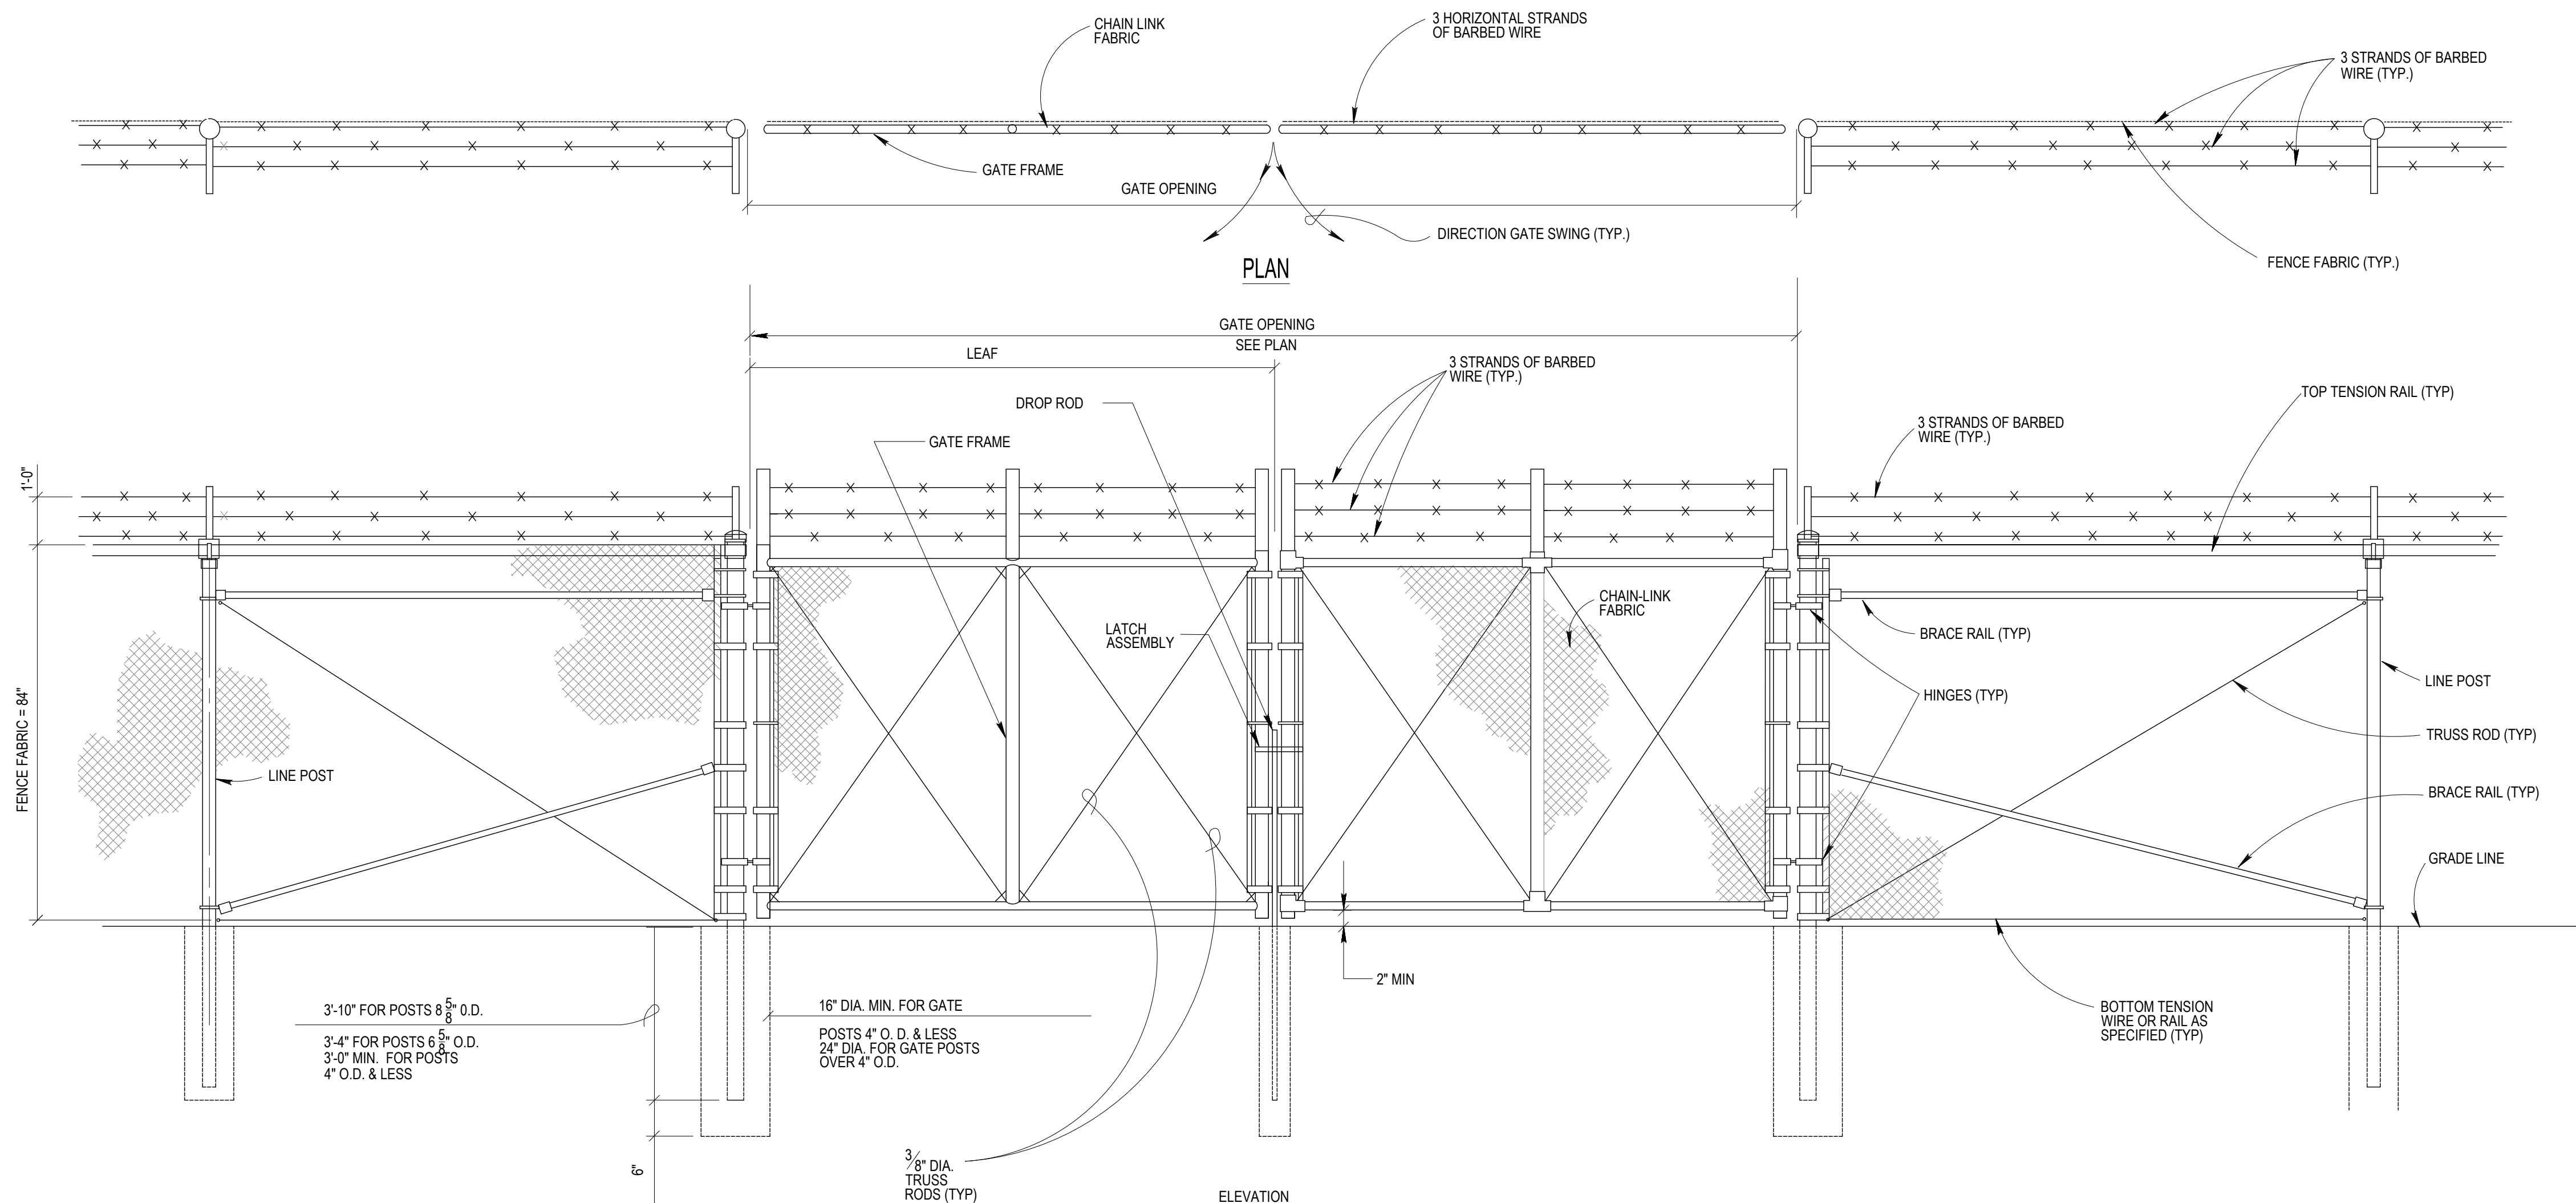 CHAIN LINK
FABRIC
3 HORIZONTAL STRANDS
OF BARBED WIRE
3 STRANDS OF BARBED
WIRE (TYP.)
GATE FRAME
GATE OPENING
DIRECTION GATE SWING (TYP.)
FENCE FABRIC (TYP.)
PLAN
GATE OPENING
SEE PLAN
LEAF
3 STRANDS OF BARBED
WIRE (TYP.)
DROP ROD
GATE FRAME
TOP TENSION RAIL (TYP)
3 STRANDS OF BARBED
WIRE (TYP.)
1'-0"
CHAIN-LINK
FABRIC
LATCH
ASSEMBLY
BRACE RAIL (TYP)
LINE POST
HINGES (TYP)
TRUSS ROD (TYP)
FENCE FABRIC = 84"
LINE POST
BRACE RAIL (TYP)
GRADE LINE
2" MIN
3'-10" FOR POSTS 8 5/8" O.D.
3'-4" FOR POSTS 6 5/8" O.D.
3'-0" MIN. FOR POSTS
4" O.D. & LESS
16" DIA. MIN. FOR GATE
POSTS 4" O. D. & LESS
24" DIA. FOR GATE POSTS
OVER 4" O.D.
BOTTOM TENSION
WIRE OR RAIL AS
SPECIFIED (TYP)
6"
3/8" DIA.
TRUSS
RODS (TYP)
ELEVATION